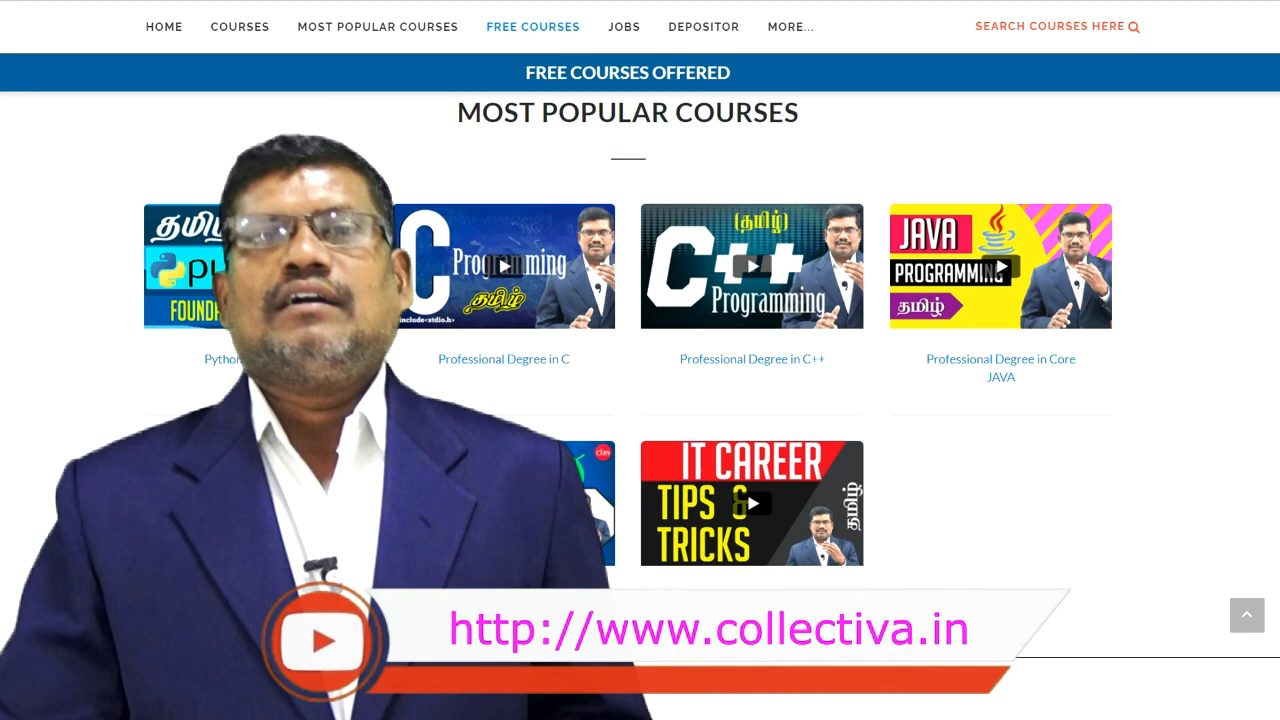 HOME COURSES MOST POPULAR COURSES FREE COURSES JOBS DEPOSITOR MORE... SEARCH COURSES HERE
FREE COURSES OFFERED
MOST POPULAR COURSES
C Programming
தமிழ்
include<stdio.h>
(தமிழ்)
C++
Programming
JAVA
PROGRAMMING
தமிழ்
Professional Degree in C
Professional Degree in C++
Professional Degree in Core
JAVA
IT CAREER
TIPS &
TRICKS
தமிழ்
http://www.collectiva.in